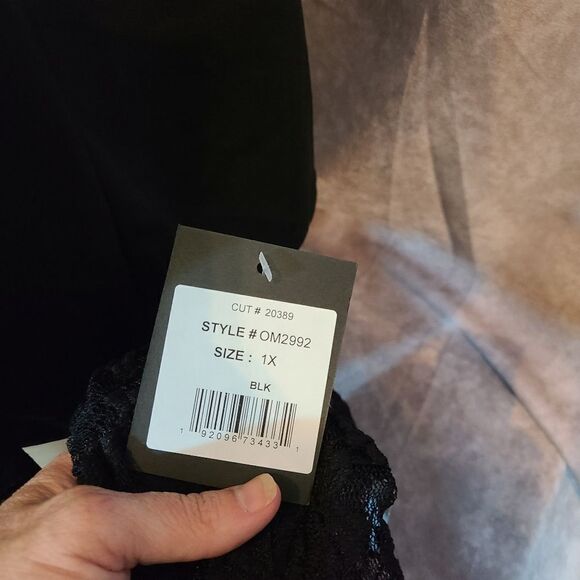 CUT # 20389
STYLE # OM2992
SIZE : 1X
BLK
1 92096 73433 1